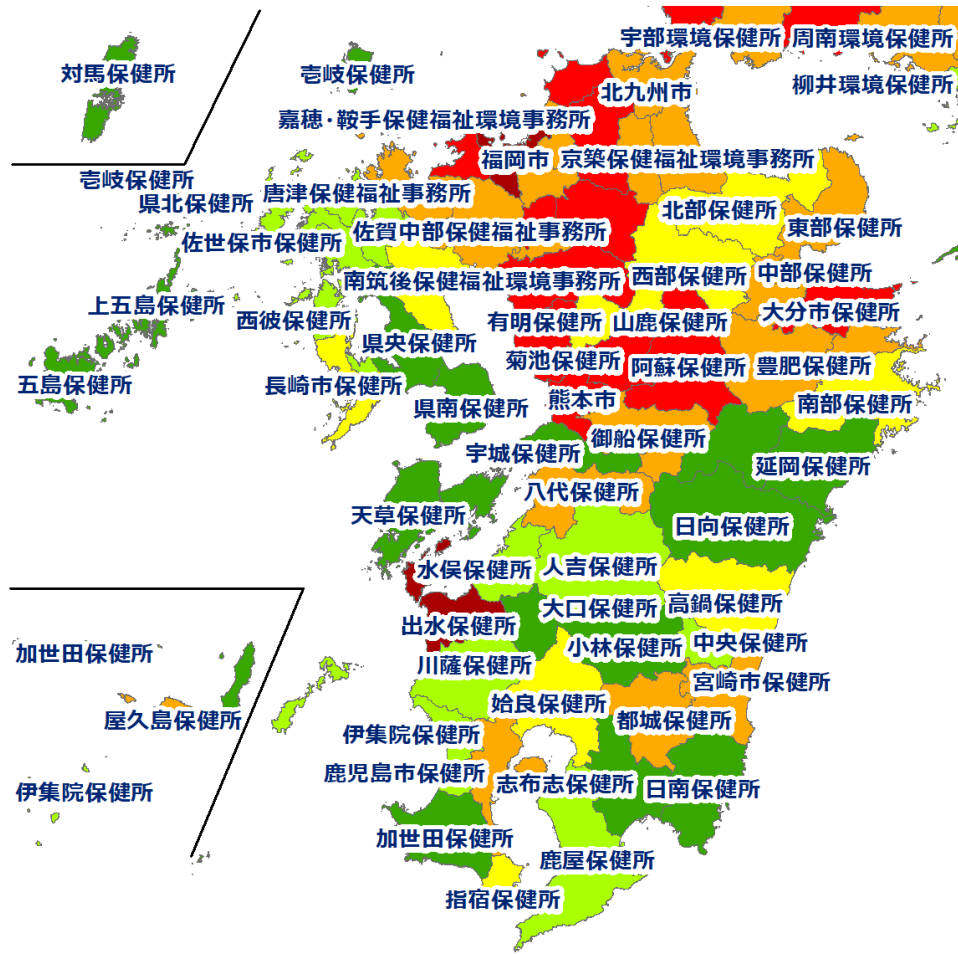 宇部環境保健所
周南環境保健所
対馬保健所
壱岐保健所
北九州市
柳井環境保健所
嘉穂・鞍手保健福祉環境事務所
福岡市
京築保健福祉環境事務所
壱岐保健所
県北保健所
唐津保健福祉事務所
北部保健所
東部保健所
佐世保市保健所
佐賀中部保健福祉事務所
南筑後保健福祉環境事務所
西部保健所
中部保健所
上五島保健所
西彼保健所
有明保健所
山鹿保健所
大分市保健所
県央保健所
菊池保健所
阿蘇保健所
豊肥保健所
五島保健所
長崎市保健所
県南保健所
熊本市
南部保健所
御船保健所
宇城保健所
延岡保健所
八代保健所
天草保健所
日向保健所
水俣保健所
人吉保健所
大口保健所
高鍋保健所
出水保健所
小林保健所
中央保健所
加世田保健所
川薩保健所
宮崎市保健所
姶良保健所
都城保健所
屋久島保健所
伊集院保健所
鹿児島市保健所
志布志保健所
日南保健所
伊集院保健所
加世田保健所
鹿屋保健所
指宿保健所